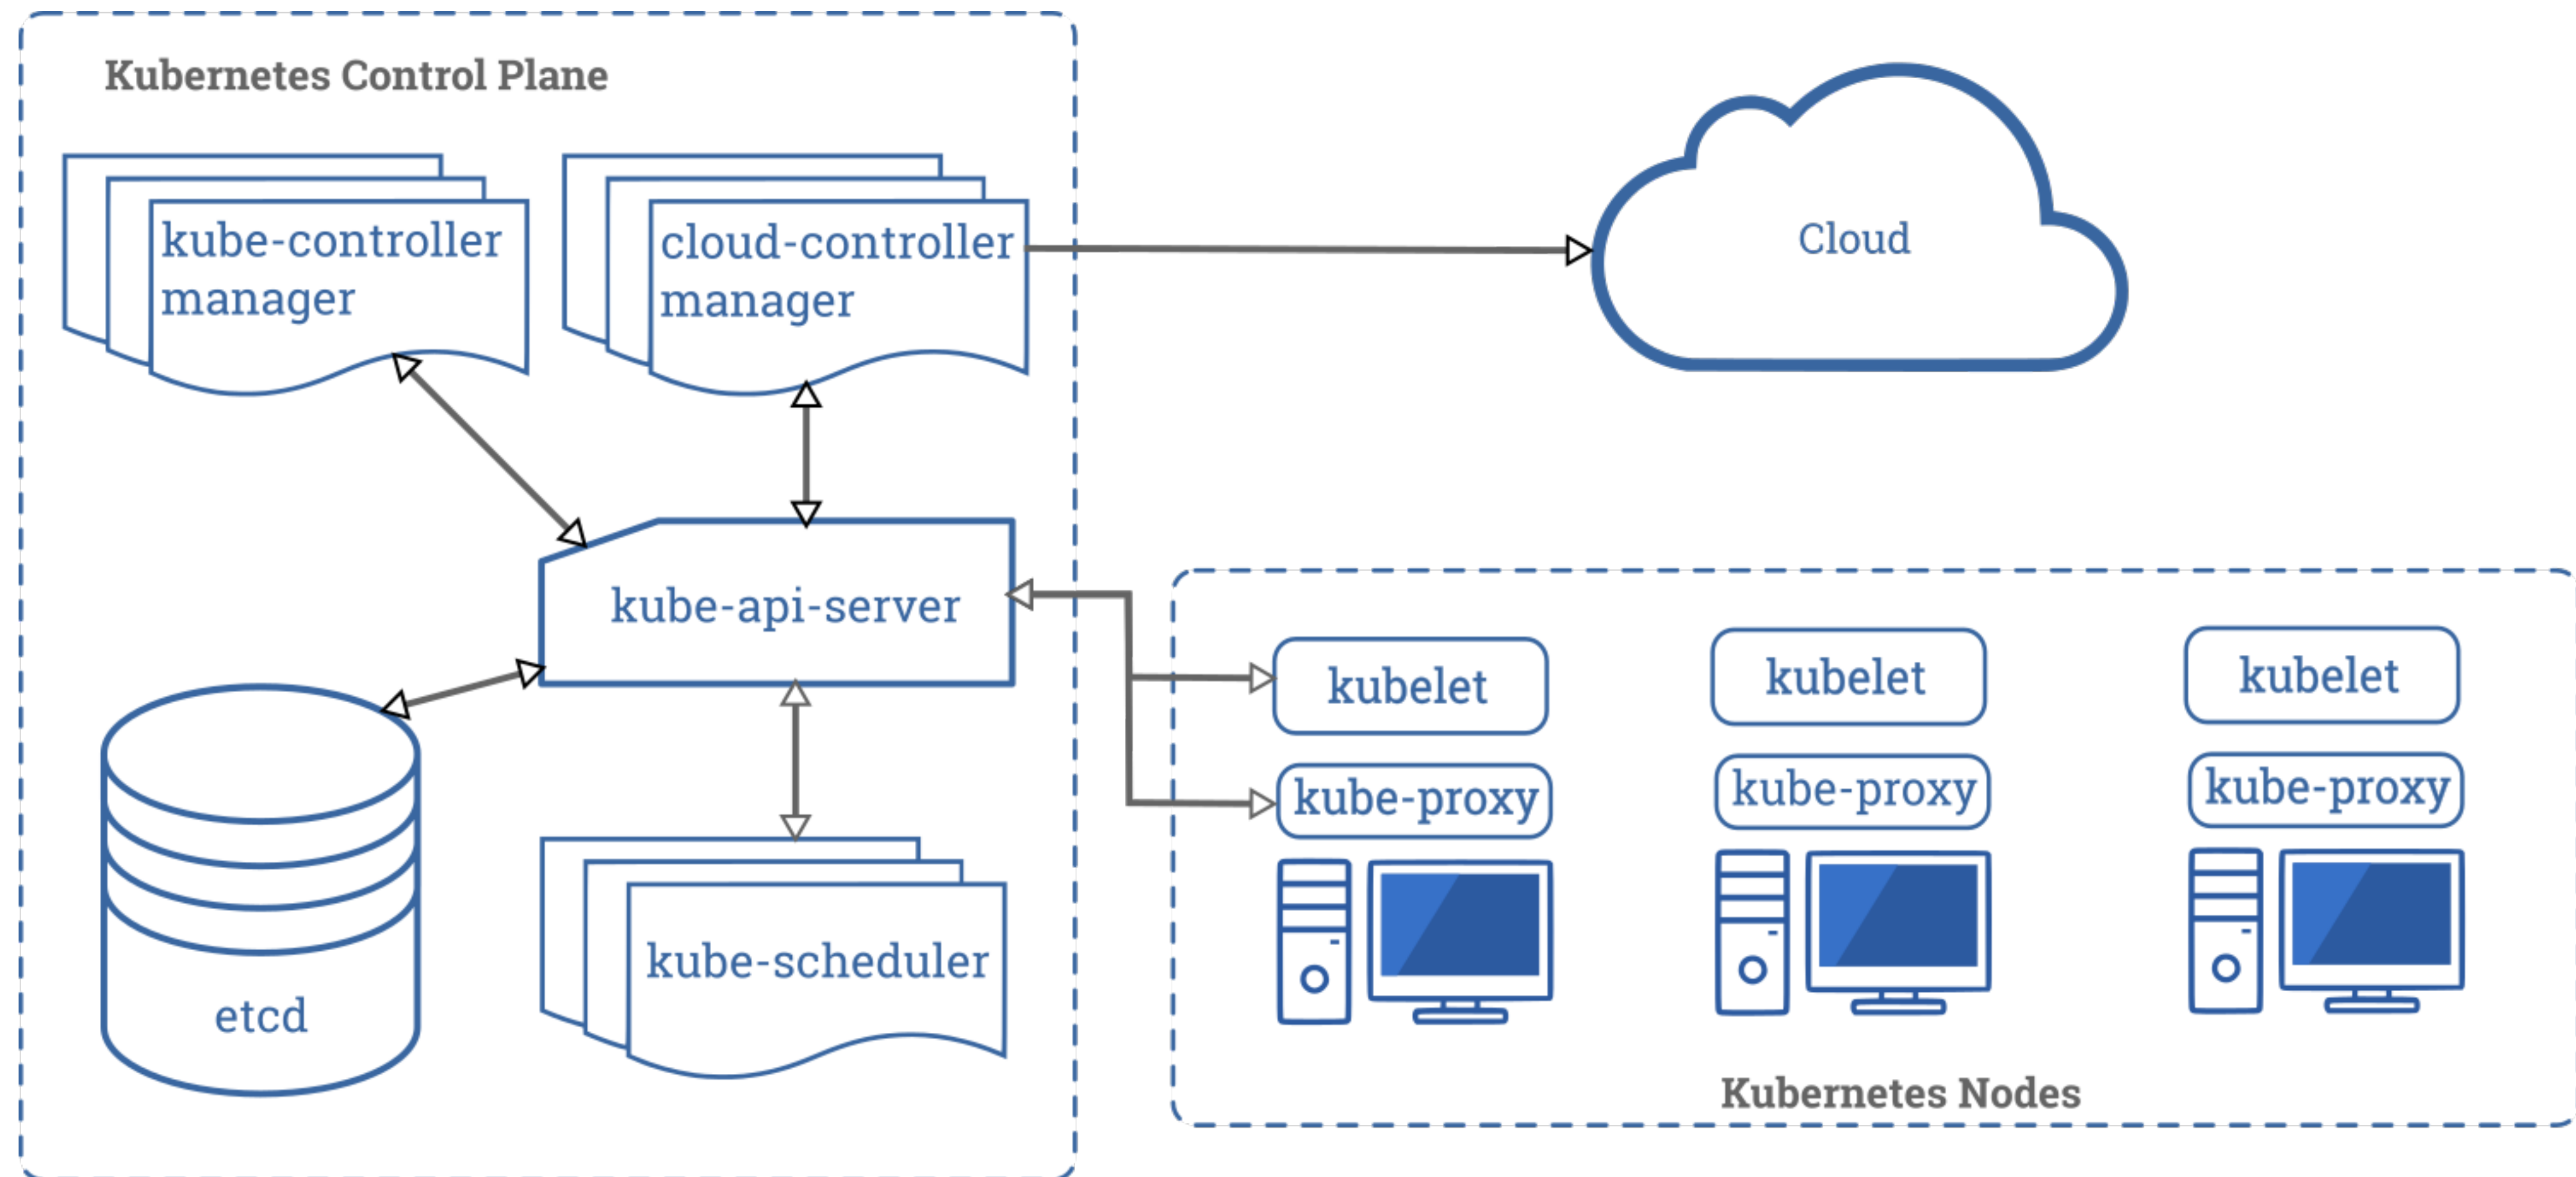 Kubernetes Control Plane
kube-controller
manager
cloud-controller
manager
Cloud
kube-api-server
etcd
kube-scheduler
kubelet
kube-proxy
kubelet
kube-proxy
kubelet
kube-proxy
Kubernetes Nodes